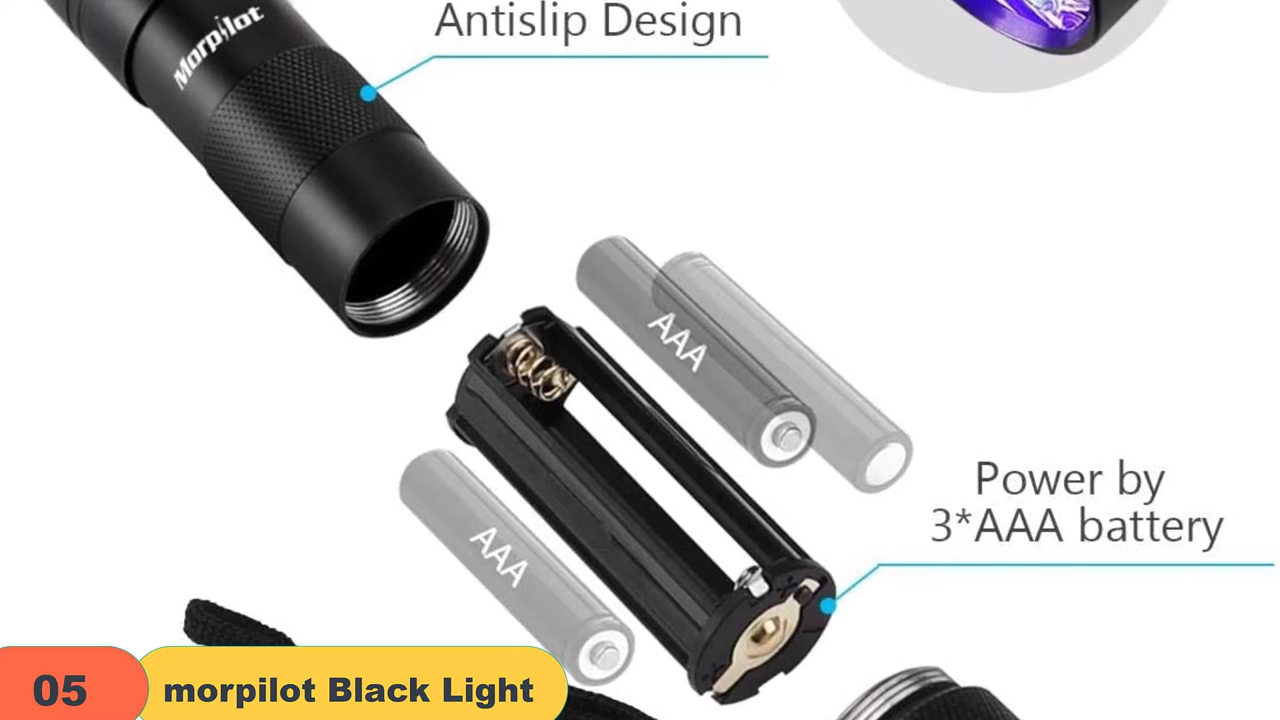 Antislip Design
Morpilot
AAA
Power by
3*AAA battery
AAA
05
morpilot Black Light